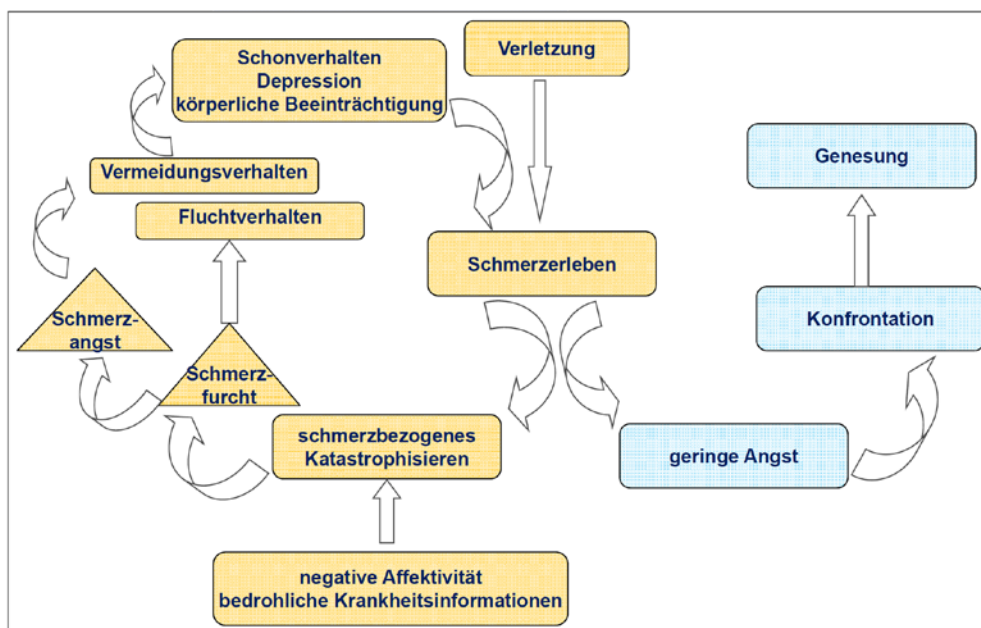 Schonverhalten
Depression
körperliche Beeinträchtigung
Verletzung
Vermeidungsverhalten
Fluchtverhalten
Genesung
Schmerzerleben
Schmerz-
angst
Schmerz-
furcht
Konfrontation
schmerzbezogenes
Katastrophisieren
geringe Angst
negative Affektivität
bedrohliche Krankheitsinformationen